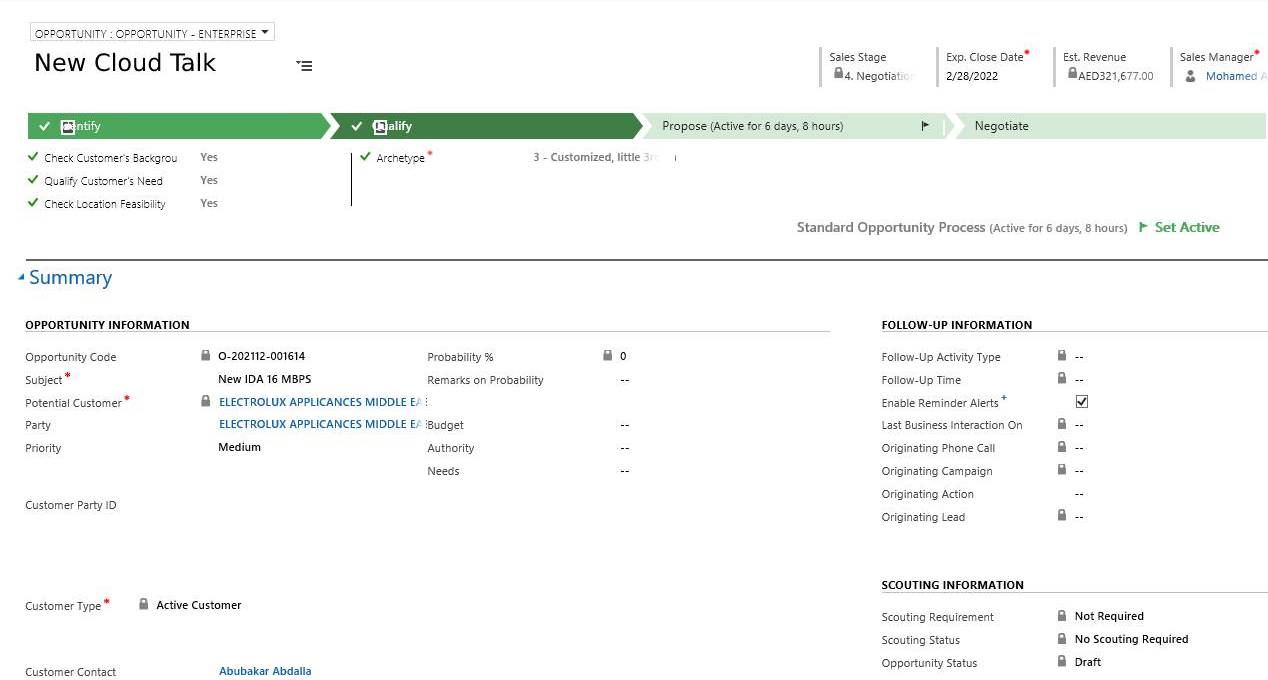 OPPORTUNITY : OPPORTUNITY - ENTERPRISE
New Cloud Talk
Sales Stage
4. Negotiation
Exp. Close Date*
2/28/2022
Est. Revenue
AED321,677.00
Sales Manager*
Mohamed A
Identify
Qualify
Propose (Active for 6 days, 8 hours)
Negotiate
Check Customer's Backgrou Yes
Qualify Customer's Need Yes
Check Location Feasibility Yes
Archetype* 3 - Customized, little 3r
Standard Opportunity Process (Active for 6 days, 8 hours) Set Active
Summary
OPPORTUNITY INFORMATION
Opportunity Code O-202112-001614
Subject* New IDA 16 MBPS
Potential Customer* ELECTROLUX APPLICANCES MIDDLE EA
Party ELECTROLUX APPLICANCES MIDDLE EA
Priority Medium
Customer Party ID
Customer Type* Active Customer
Customer Contact Abubakar Abdalla
Probability % 0
Remarks on Probability --
Budget --
Authority --
Needs --
FOLLOW-UP INFORMATION
Follow-Up Activity Type --
Follow-Up Time --
Enable Reminder Alerts+
Last Business Interaction On --
Originating Phone Call --
Originating Campaign --
Originating Action --
Originating Lead --
SCOUTING INFORMATION
Scouting Requirement Not Required
Scouting Status No Scouting Required
Opportunity Status Draft